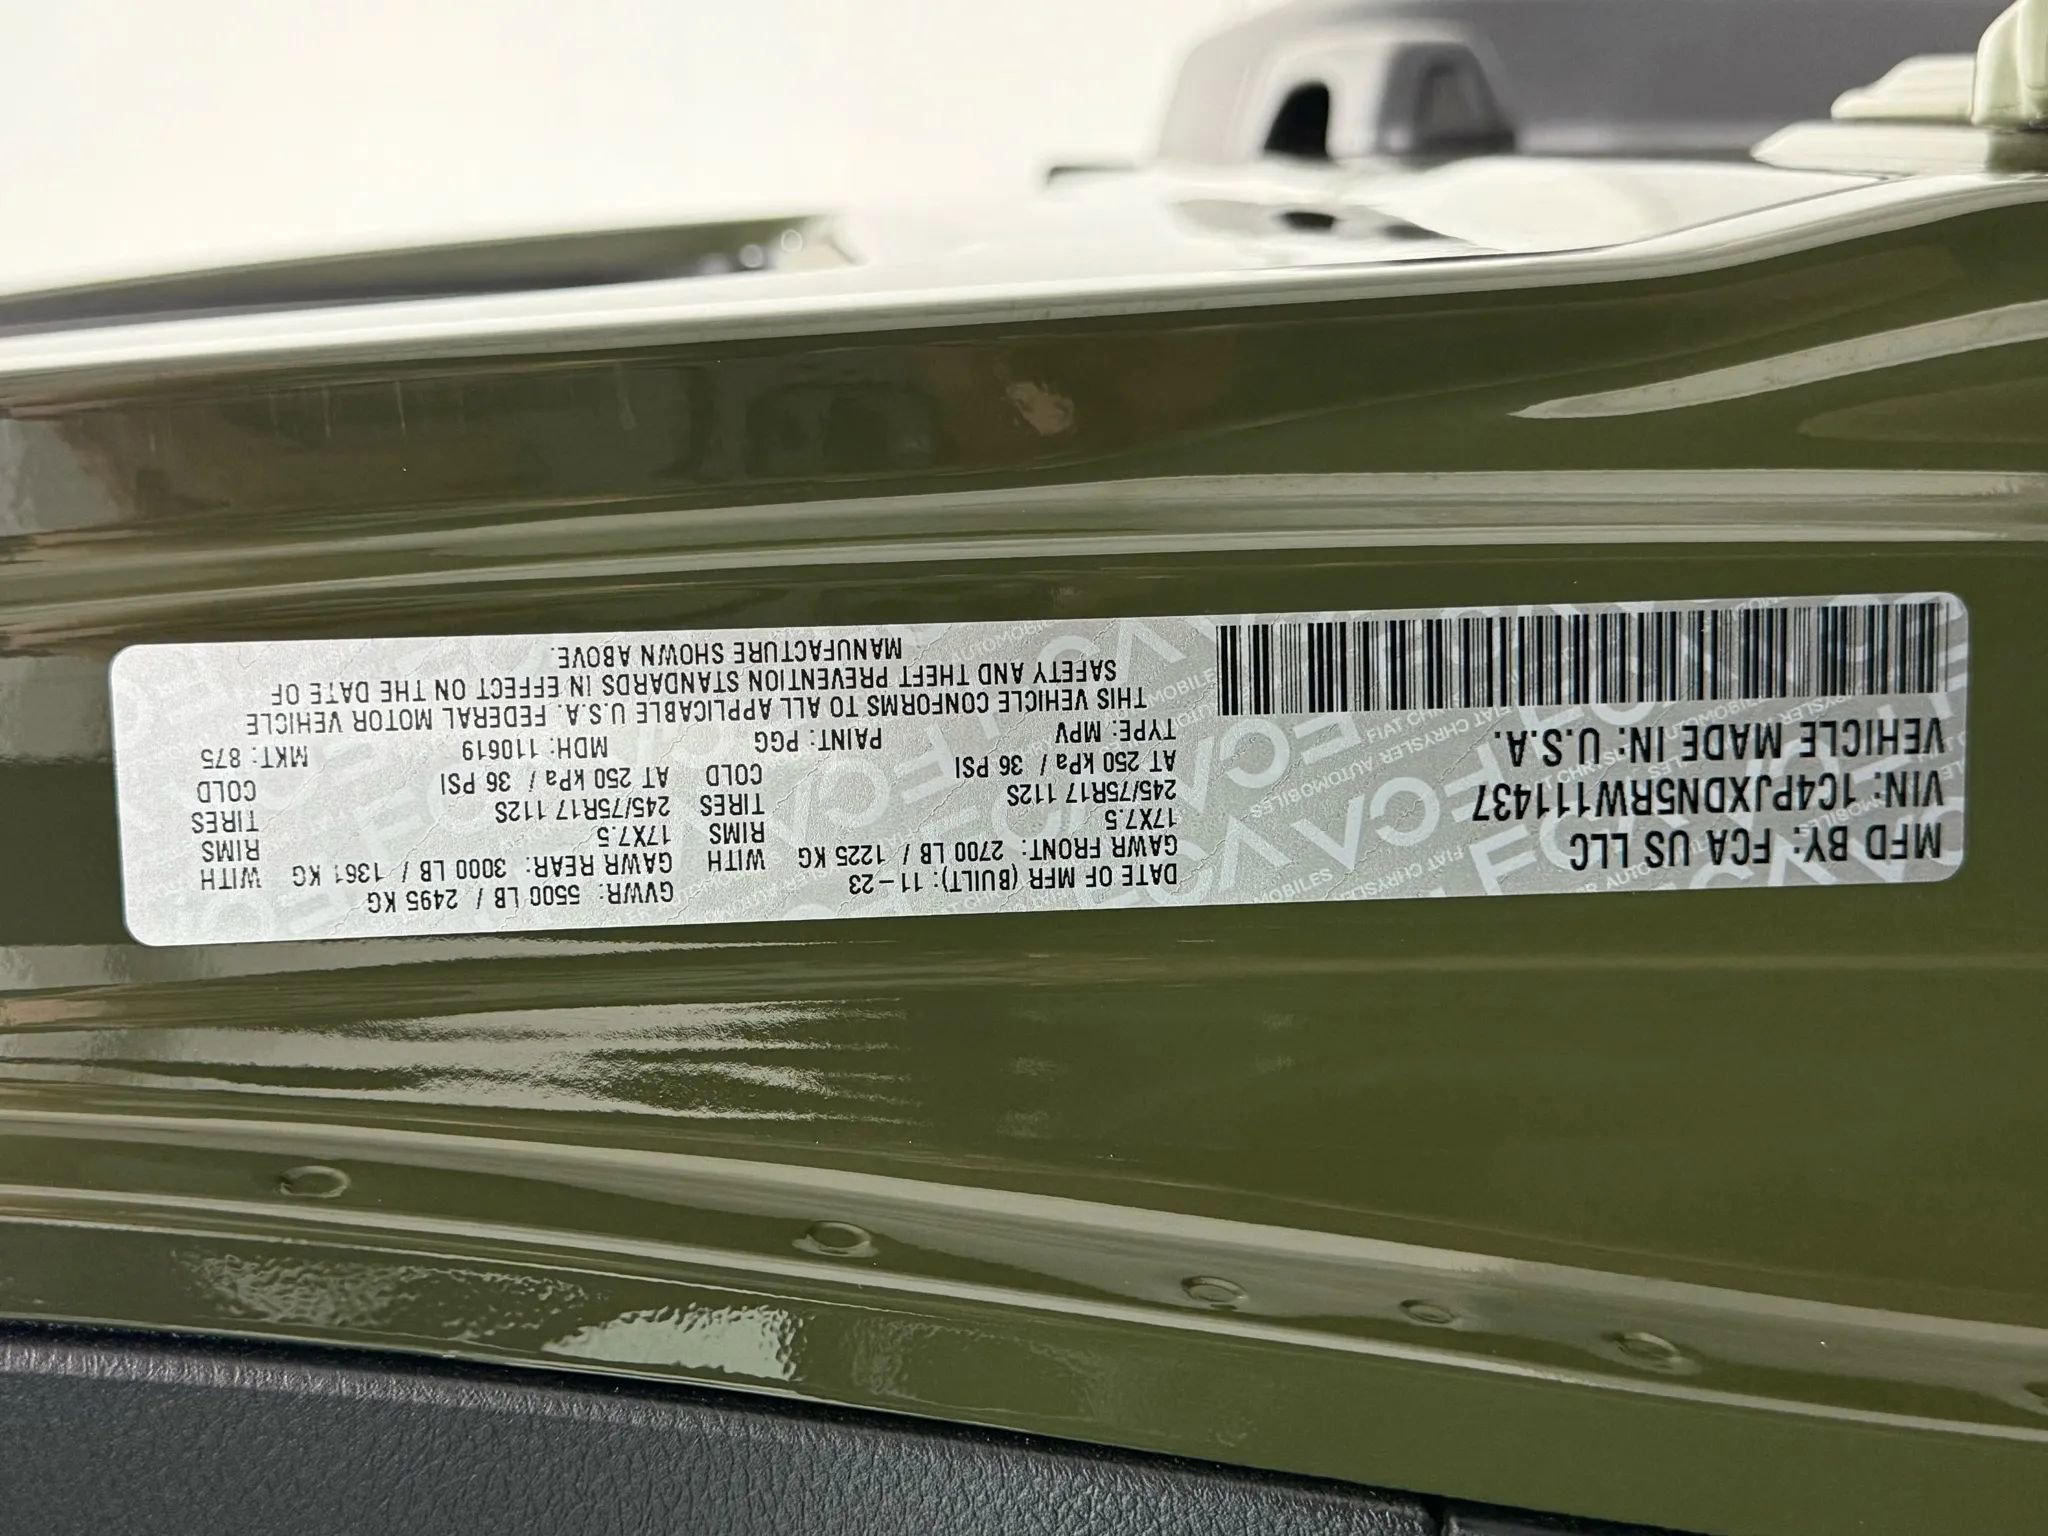 MFD BY: FCA US LLC
VIN: 1C4PJXDN5RW111437
VEHICLE MADE IN: U.S.A.
DATE OF MFR (BUILT): 11-23
GVWR: 5500 LB / 2495 KG
GAWR FRONT: 2700 LB / 1225 KG WITH
GAWR REAR: 3000 LB / 1361 KG WITH
17X7.5 RIMS
17X7.5 RIMS
245/75R17 112S TIRES
245/75R17 112S TIRES
AT 250 kPa / 36 PSI COLD
AT 250 kPa / 36 PSI COLD
TYPE: MPV PAINT: PGG MDH: 110619 MKT: 875
THIS VEHICLE CONFORMS TO ALL APPLICABLE U.S.A. FEDERAL MOTOR VEHICLE
SAFETY AND THEFT PREVENTION STANDARDS IN EFFECT ON THE DATE OF
MANUFACTURE SHOWN ABOVE.